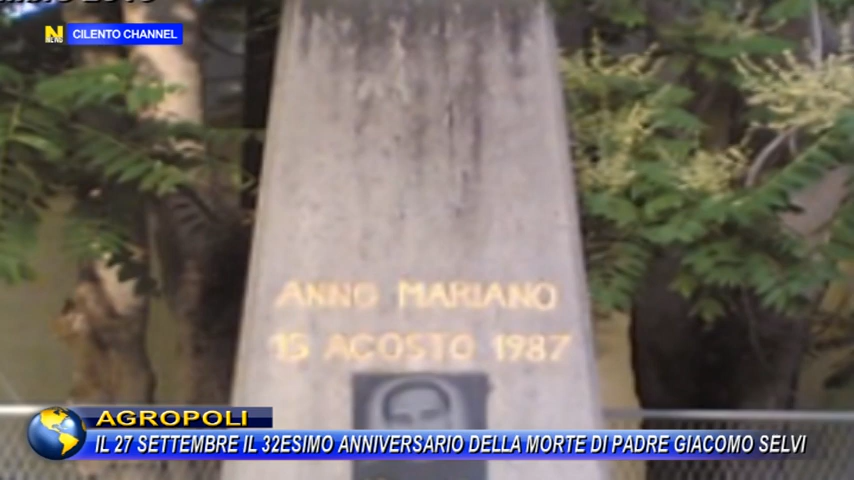 CILENTO CHANNEL
ANNO MARIANO
15 AGOSTO 1987
AGROPOLI
IL 27 SETTEMBRE IL 32ESIMO ANNIVERSARIO DELLA MORTE DI PADRE GIACOMO SELVI